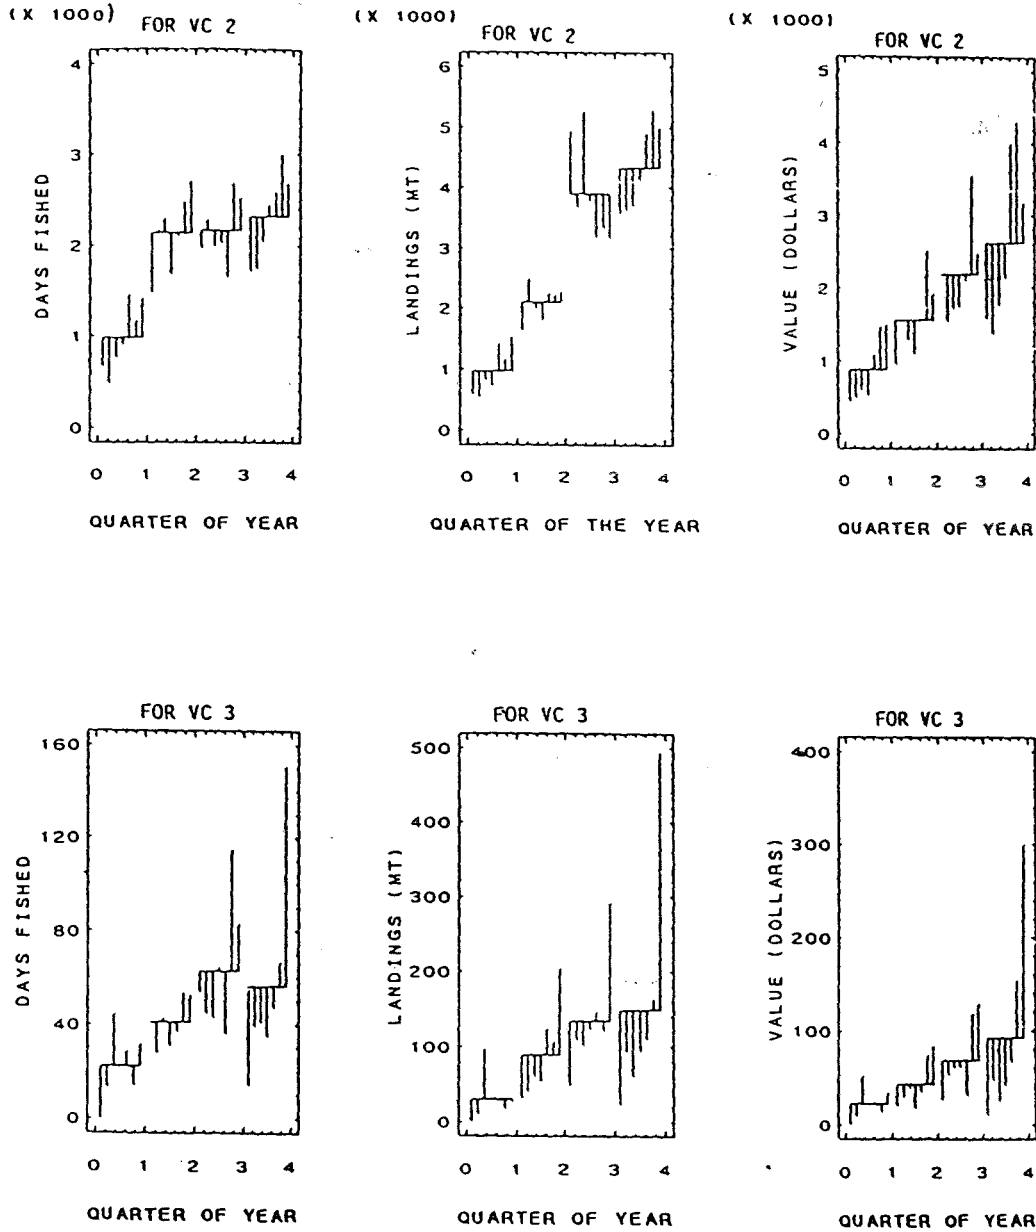 (X 1000)
FOR VC 2
4
3
2
1
0
DAYS FISHED
0 1 2 3 4
QUARTER OF YEAR
(X 1000)
FOR VC 2
6
5
4
3
2
1
0
LANDINGS (MT)
0 1 2 3 4
QUARTER OF THE YEAR
(X 1000)
FOR VC 2
5
4
3
2
1
0
VALUE (DOLLARS)
0 1 2 3 4
QUARTER OF YEAR
FOR VC 3
160
120
80
40
0
DAYS FISHED
0 1 2 3 4
QUARTER OF YEAR
FOR VC 3
500
400
300
200
100
0
LANDINGS (MT)
0 1 2 3 4
QUARTER OF YEAR
FOR VC 3
400
300
200
100
0
VALUE (DOLLARS)
0 1 2 3 4
QUARTER OF YEAR